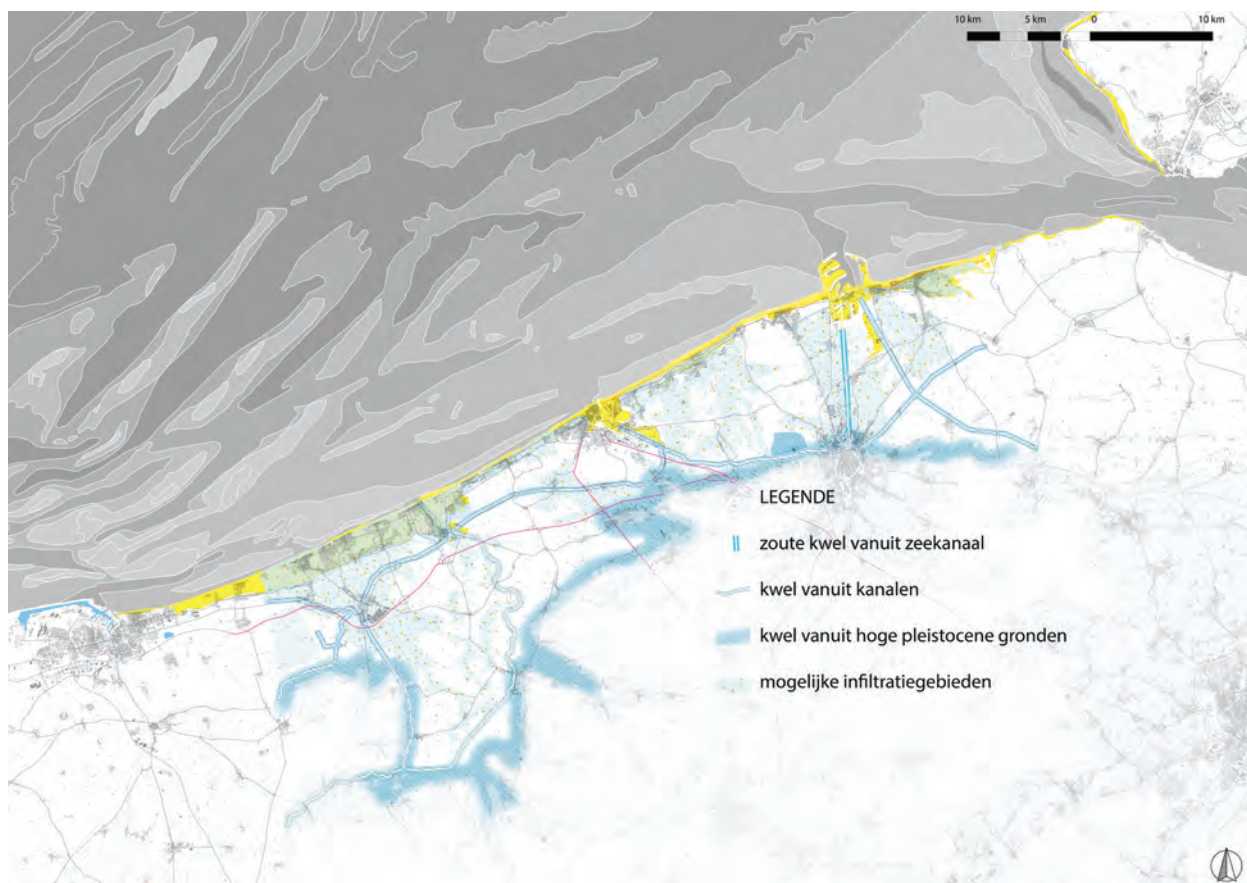 10 km 5 km 0 10 km
LEGENDE
zoute kwel vanuit zeekanaal
kwel vanuit kanalen
kwel vanuit hoge pleistocene gronden
mogelijke infiltratiegebieden